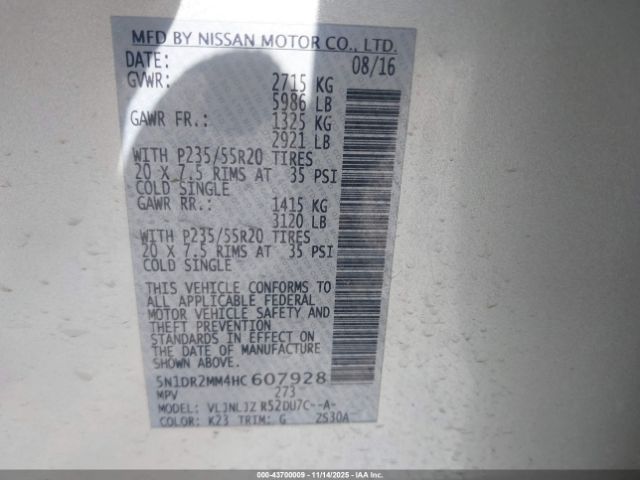 MFD BY NISSAN MOTOR CO., LTD.
DATE: 08/16
GVWR: 2715 KG
5986 LB
GAWR FR.: 1325 KG
2921 LB
WITH P235/55R20 TIRES
20 X 7.5 RIMS AT 35 PSI
COLD SINGLE
GAWR RR.: 1415 KG
3120 LB
WITH P235/55R20 TIRES
20 X 7.5 RIMS AT 35 PSI
COLD SINGLE
THIS VEHICLE CONFORMS TO
ALL APPLICABLE FEDERAL
MOTOR VEHICLE SAFETY AND
THEFT PREVENTION
STANDARDS IN EFFECT ON
THE DATE OF MANUFACTURE
SHOWN ABOVE.
5N1DR2MM4HC607928
MPV 273
MODEL: VLJNLJZ R52DU7C--A-
COLOR: K23 TRIM: G 2S30A
000-43700009 - 11/14/2025 - IAAI.com